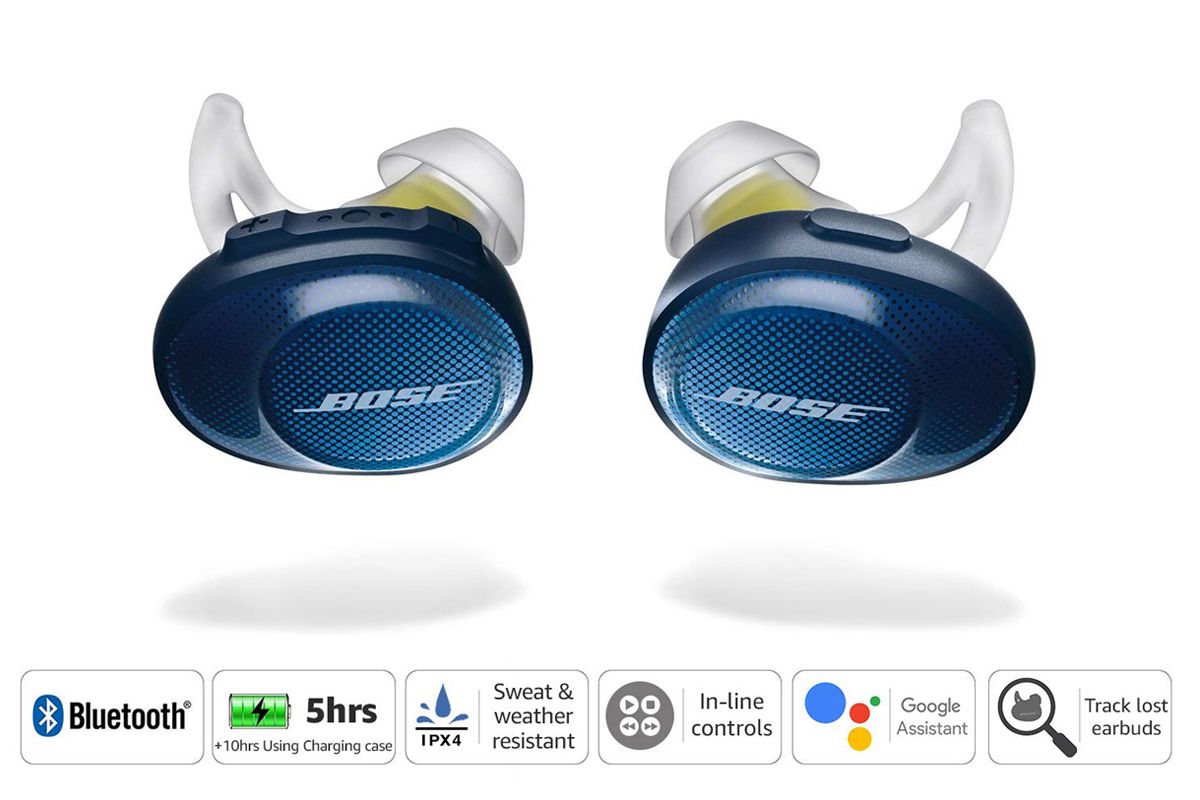 BOSE
BOSE
Bluetooth®
5hrs
+10hrs Using Charging case
IPX4
Sweat &
weather
resistant
In-line
controls
Google
Assistant
Track lost
earbuds